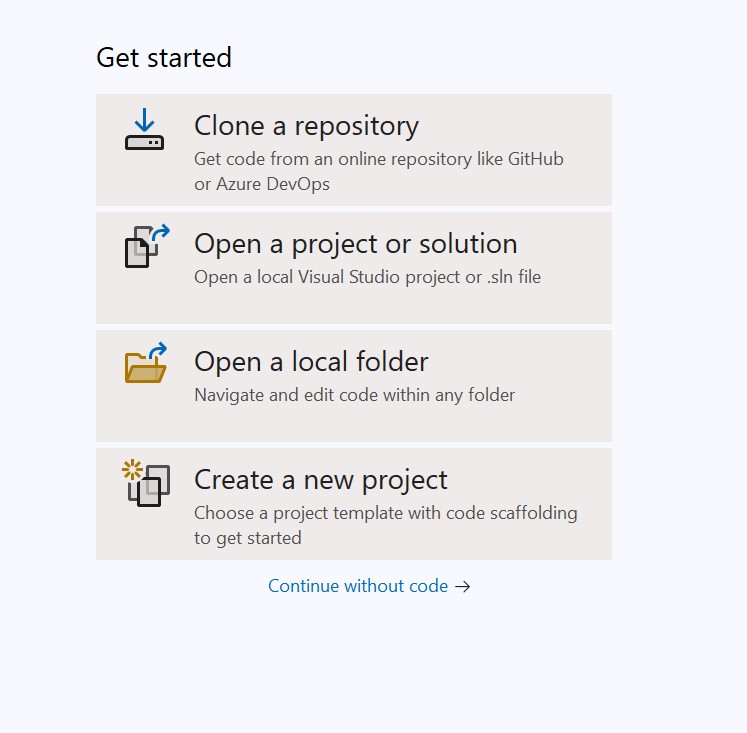 Get started
Clone a repository
Get code from an online repository like GitHub
or Azure DevOps
Open a project or solution
Open a local Visual Studio project or .sln file
Open a local folder
Navigate and edit code within any folder
Create a new project
Choose a project template with code scaffolding
to get started
Continue without code →